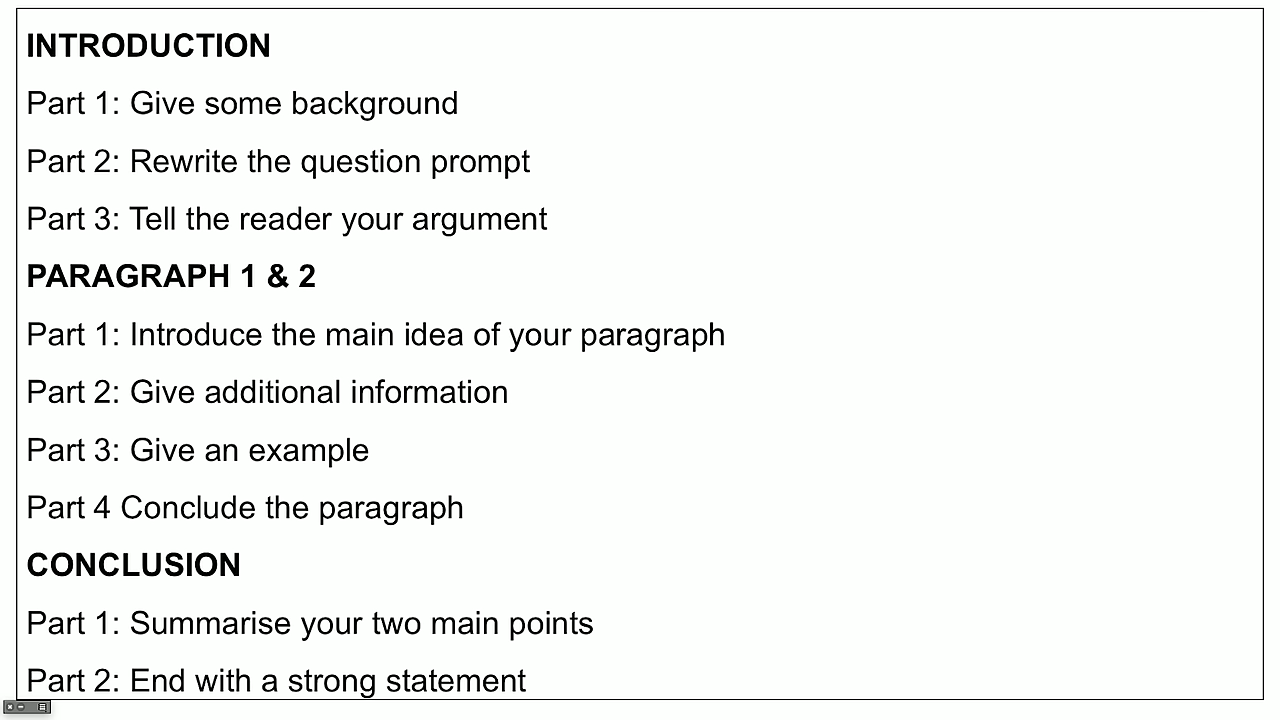 INTRODUCTION
Part 1: Give some background
Part 2: Rewrite the question prompt
Part 3: Tell the reader your argument
PARAGRAPH 1 & 2
Part 1: Introduce the main idea of your paragraph
Part 2: Give additional information
Part 3: Give an example
Part 4 Conclude the paragraph
CONCLUSION
Part 1: Summarise your two main points
Part 2: End with a strong statement